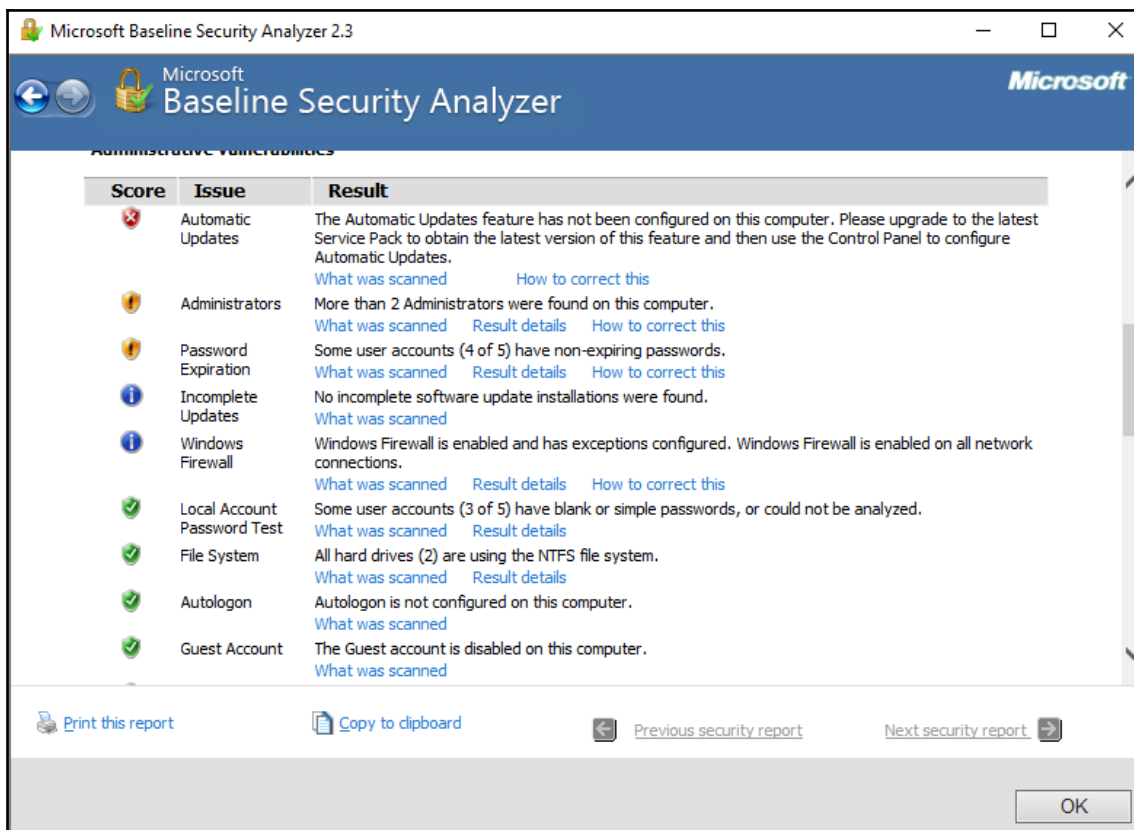 Microsoft Baseline Security Analyzer 2.3
Microsoft
Baseline Security Analyzer
Microsoft
Administrative Vulnerabilities
Score Issue Result
Automatic Updates
The Automatic Updates feature has not been configured on this computer. Please upgrade to the latest
Service Pack to obtain the latest version of this feature and then use the Control Panel to configure
Automatic Updates.
What was scanned How to correct this
Administrators
More than 2 Administrators were found on this computer.
What was scanned Result details How to correct this
Password
Expiration
Some user accounts (4 of 5) have non-expiring passwords.
What was scanned Result details How to correct this
Incomplete
Updates
No incomplete software update installations were found.
What was scanned
Windows
Firewall
Windows Firewall is enabled and has exceptions configured. Windows Firewall is enabled on all network
connections.
What was scanned Result details How to correct this
Local Account
Password Test
Some user accounts (3 of 5) have blank or simple passwords, or could not be analyzed.
What was scanned Result details
File System
All hard drives (2) are using the NTFS file system.
What was scanned Result details
Autologon
Autologon is not configured on this computer.
What was scanned
Guest Account
The Guest account is disabled on this computer.
What was scanned
Print this report Copy to clipboard Previous security report Next security report
OK